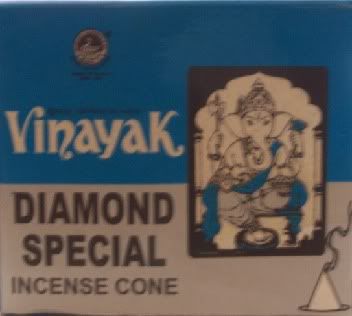 Vinayak
DIAMOND
SPECIAL
INCENSE CONE